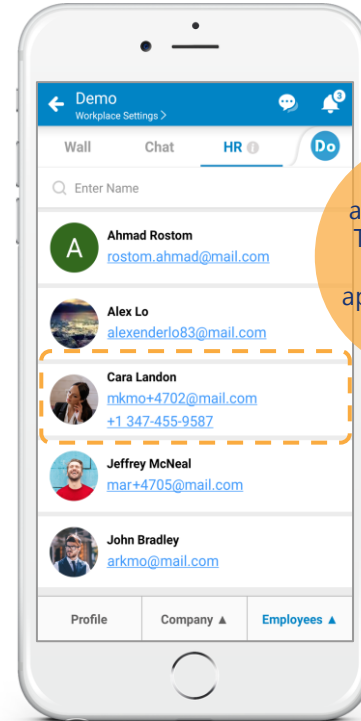 Demo
Workplace Settings >
3
Wall Chat HR i Do
Enter Name
A
Ahmad Rostom
rostom.ahmad@mail.com
Alex Lo
alexenderlo83@mail.com
Cara Landon
mkmo+4702@mail.com
+1 347-455-9587
Jeffrey McNeal
mar+4705@mail.com
John Bradley
arkmo@mail.com
Profile Company ▲ Employees ▲